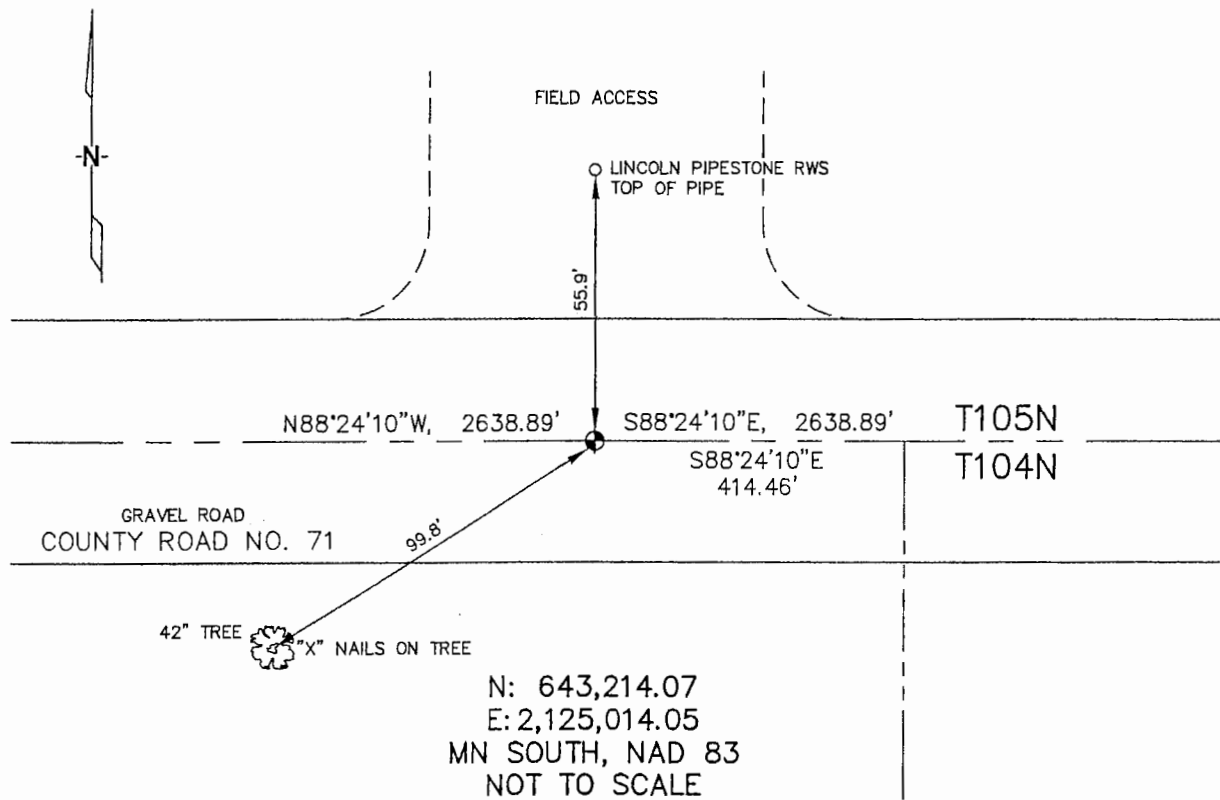 FIELD ACCESS
-N-
LINCOLN PIPESTONE RWS
TOP OF PIPE
55.9'
N88°24'10"W, 2638.89'
S88°24'10"E, 2638.89'
T105N
S88°24'10"E
414.46'
T104N
GRAVEL ROAD
COUNTY ROAD NO. 71
99.8'
42" TREE
"X" NAILS ON TREE
N: 643,214.07
E: 2,125,014.05
MN SOUTH, NAD 83
NOT TO SCALE